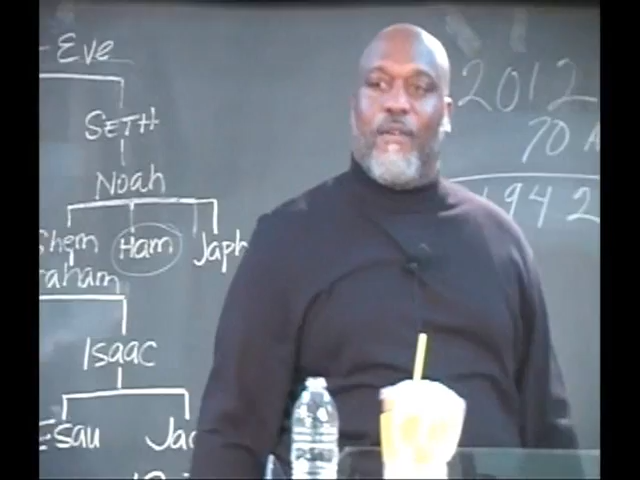 -Eve
SETH
Noah
Shem Ham Japh
raham
Isaac
Esau Jac
2012
70 A
1942